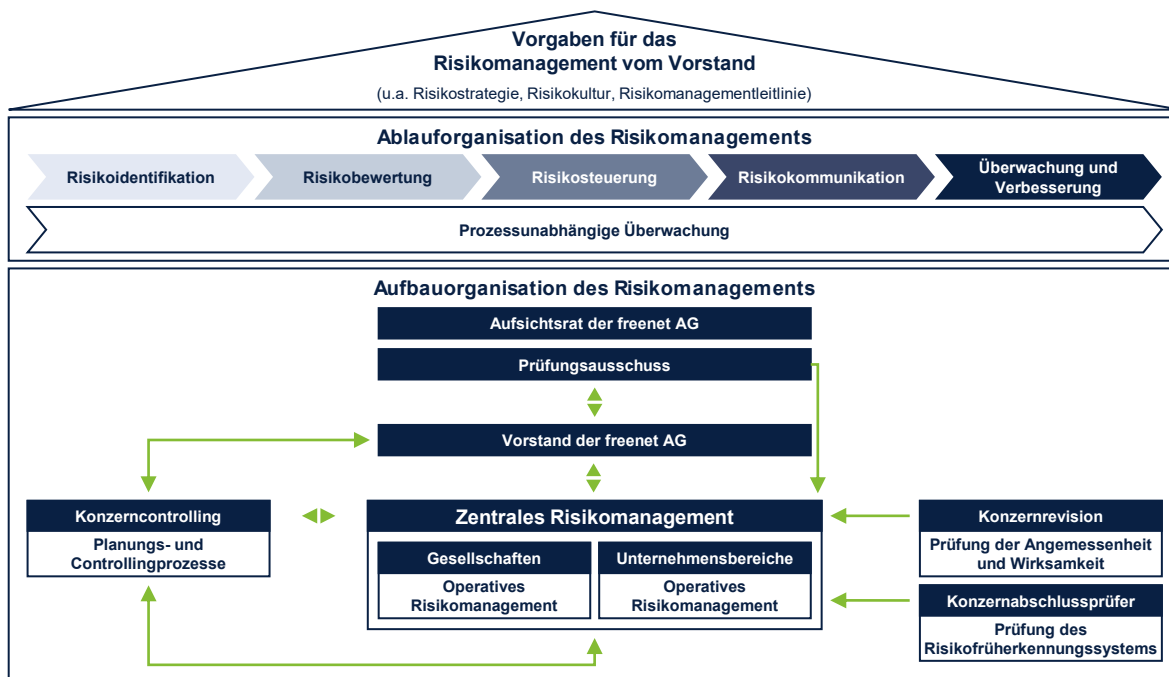 Vorgaben für das
Risikomanagement vom Vorstand
(u.a. Risikostrategie, Risikokultur, Risikomanagementleitlinie)
Ablauforganisation des Risikomanagements
Risikoidentifikation
Risikobewertung
Risikosteuerung
Risikokommunikation
Überwachung und
Verbesserung
Prozessunabhängige Überwachung
Aufbauorganisation des Risikomanagements
Aufsichtsrat der freenet AG
Prüfungsausschuss
Vorstand der freenet AG
Konzerncontrolling
Planungs- und
Controllingprozesse
Zentrales Risikomanagement
Gesellschaften
Operatives
Risikomanagement
Unternehmensbereiche
Operatives
Risikomanagement
Konzernrevision
Prüfung der Angemessenheit
und Wirksamkeit
Konzernabschlussprüfer
Prüfung des
Risikofrüherkennungssystems